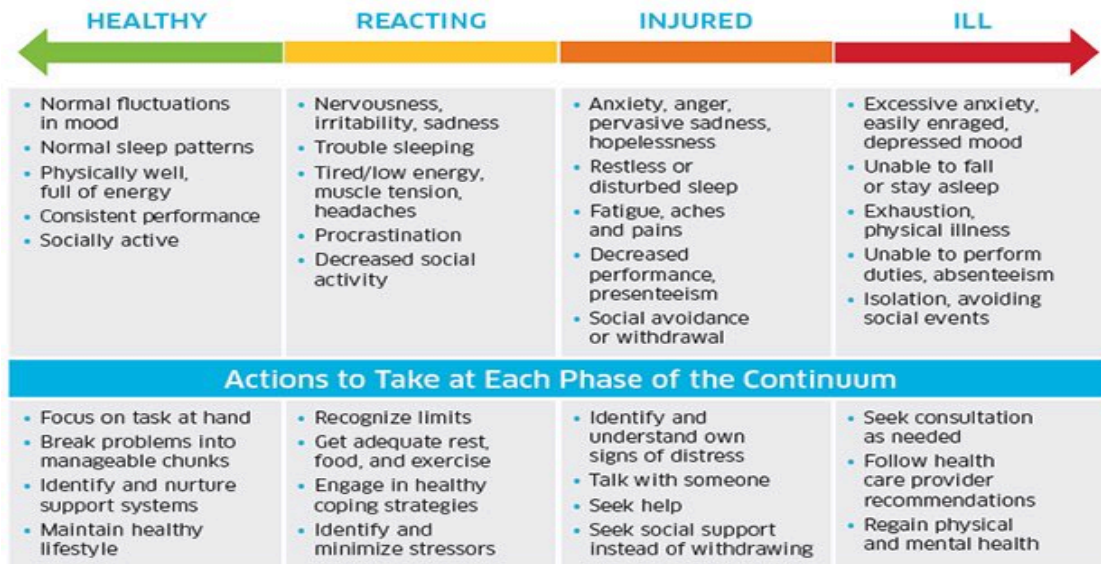 HEALTHY
REACTING
INJURED
ILL
• Normal fluctuations
in mood
• Normal sleep patterns
• Physically well,
full of energy
• Consistent performance
• Socially active
• Nervousness,
irritability, sadness
• Trouble sleeping
• Tired/low energy,
muscle tension,
headaches
• Procrastination
• Decreased social
activity
• Anxiety, anger,
pervasive sadness,
hopelessness
• Restless or
disturbed sleep
• Fatigue, aches
and pains
• Decreased
performance,
presenteeism
• Social avoidance
or withdrawal
• Excessive anxiety,
easily enraged,
depressed mood
• Unable to fall
or stay asleep
• Exhaustion,
physical illness
• Unable to perform
duties, absenteeism
• Isolation, avoiding
social events
Actions to Take at Each Phase of the Continuum
• Focus on task at hand
• Break problems into
manageable chunks
• Identify and nurture
support systems
• Maintain healthy
lifestyle
• Recognize limits
• Get adequate rest,
food, and exercise
• Engage in healthy
coping strategies
• Identify and
minimize stressors
• Identify and
understand own
signs of distress
• Talk with someone
• Seek help
• Seek social support
instead of withdrawing
• Seek consultation
as needed
• Follow health
care provider
recommendations
• Regain physical
and mental health